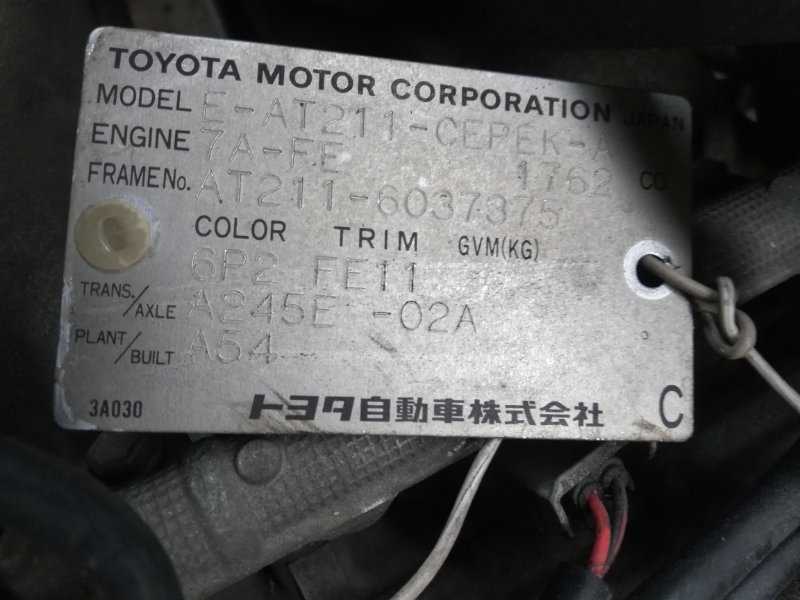 TOYOTA MOTOR CORPORATION JAPAN
MODEL E-AT211-CEPEK-A
ENGINE 7A-FE 1762 CC
FRAME No. AT211-6037375
COLOR TRIM GVM(KG)
6P2 FE11
TRANS./AXLE A245E -02A
PLANT/BUILT A54
3A030 トヨタ自動車株式会社 C